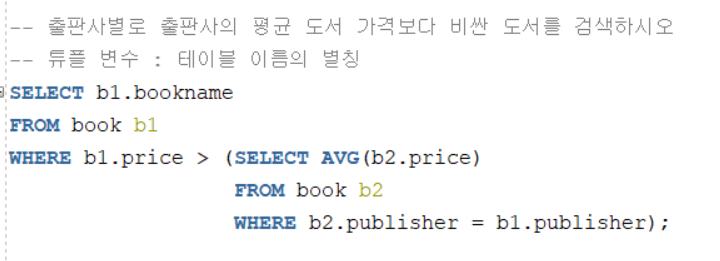 -- 출판사별로 출판사의 평균 도서 가격보다 비싼 도서를 검색하시오
-- 튜플 변수 : 테이블 이름의 별칭
SELECT b1.bookname
FROM book b1
WHERE b1.price > (SELECT AVG(b2.price)
FROM book b2
WHERE b2.publisher = b1.publisher);